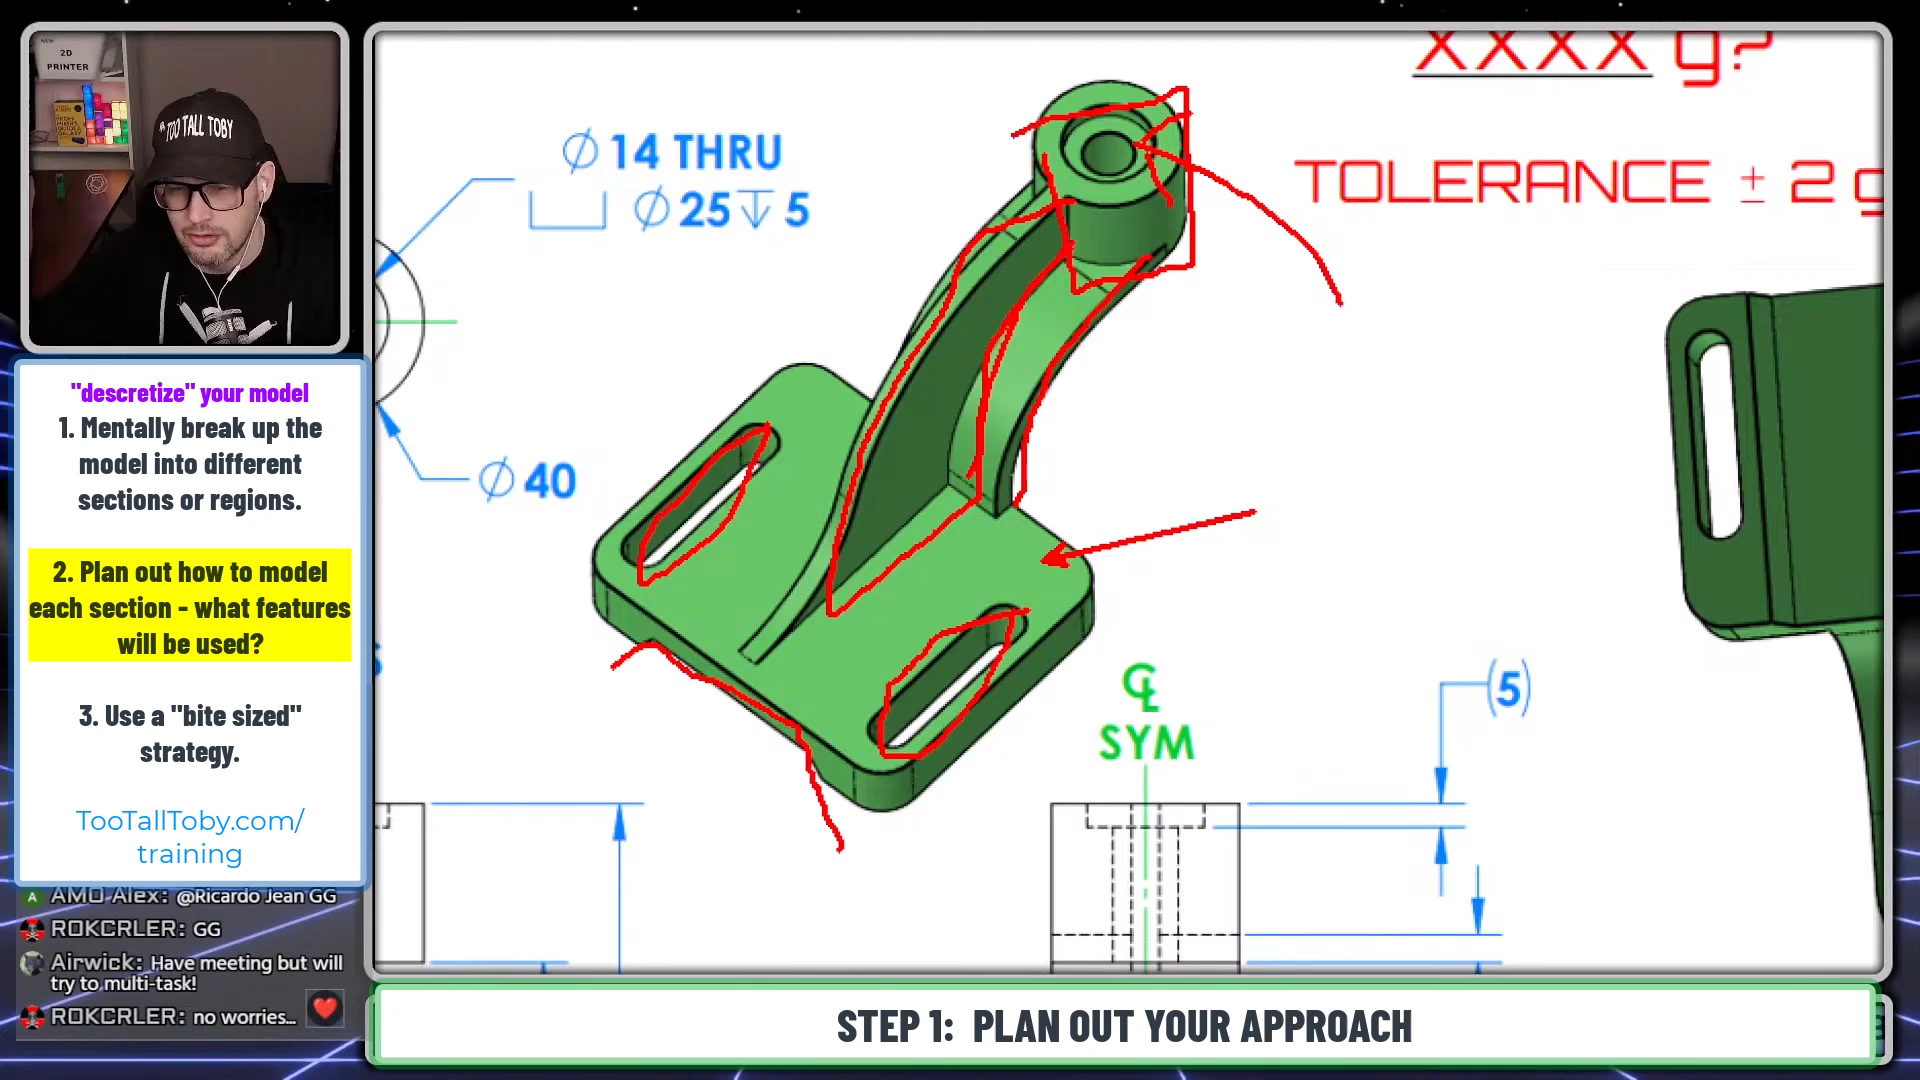 2D
PRINTER
TOO TALL TOBY
"descretize" your model
1. Mentally break up the
model into different
sections or regions.
2. Plan out how to model
each section - what features
will be used?
3. Use a "bite sized"
strategy.
TooTallToby.com/
training
AMO Alex: @Ricardo Jean GG
ROKCRLER: GG
Airwick: Have meeting but will
try to multi-task!
ROKCRLER: no worries...
XXXX g?
TOLERANCE ± 2 g
∅ 14 THRU
⌴ ∅ 25 ↧ 5
∅ 40
℄
SYM
(5)
STEP 1: PLAN OUT YOUR APPROACH